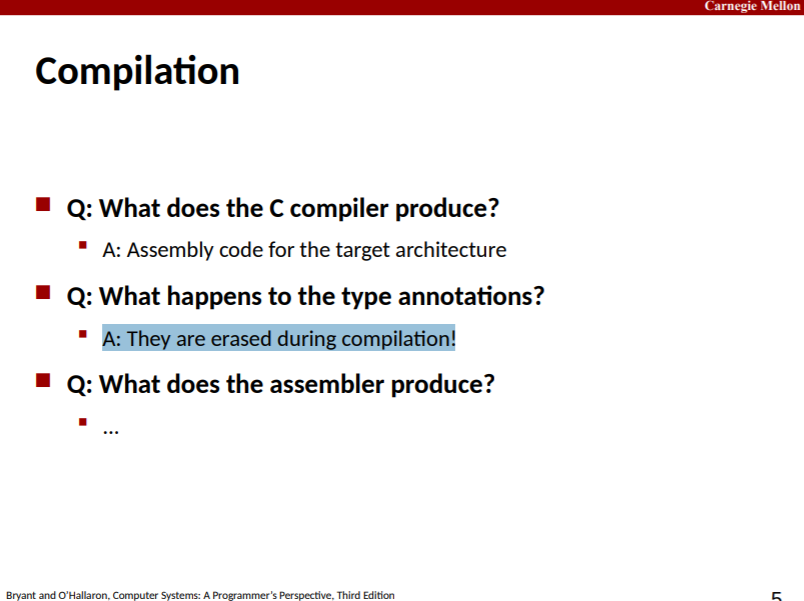 Carnegie Mellon
Compilation
Q: What does the C compiler produce?
A: Assembly code for the target architecture
Q: What happens to the type annotations?
A: They are erased during compilation!
Q: What does the assembler produce?
...
Bryant and O'Hallaron, Computer Systems: A Programmer's Perspective, Third Edition
5